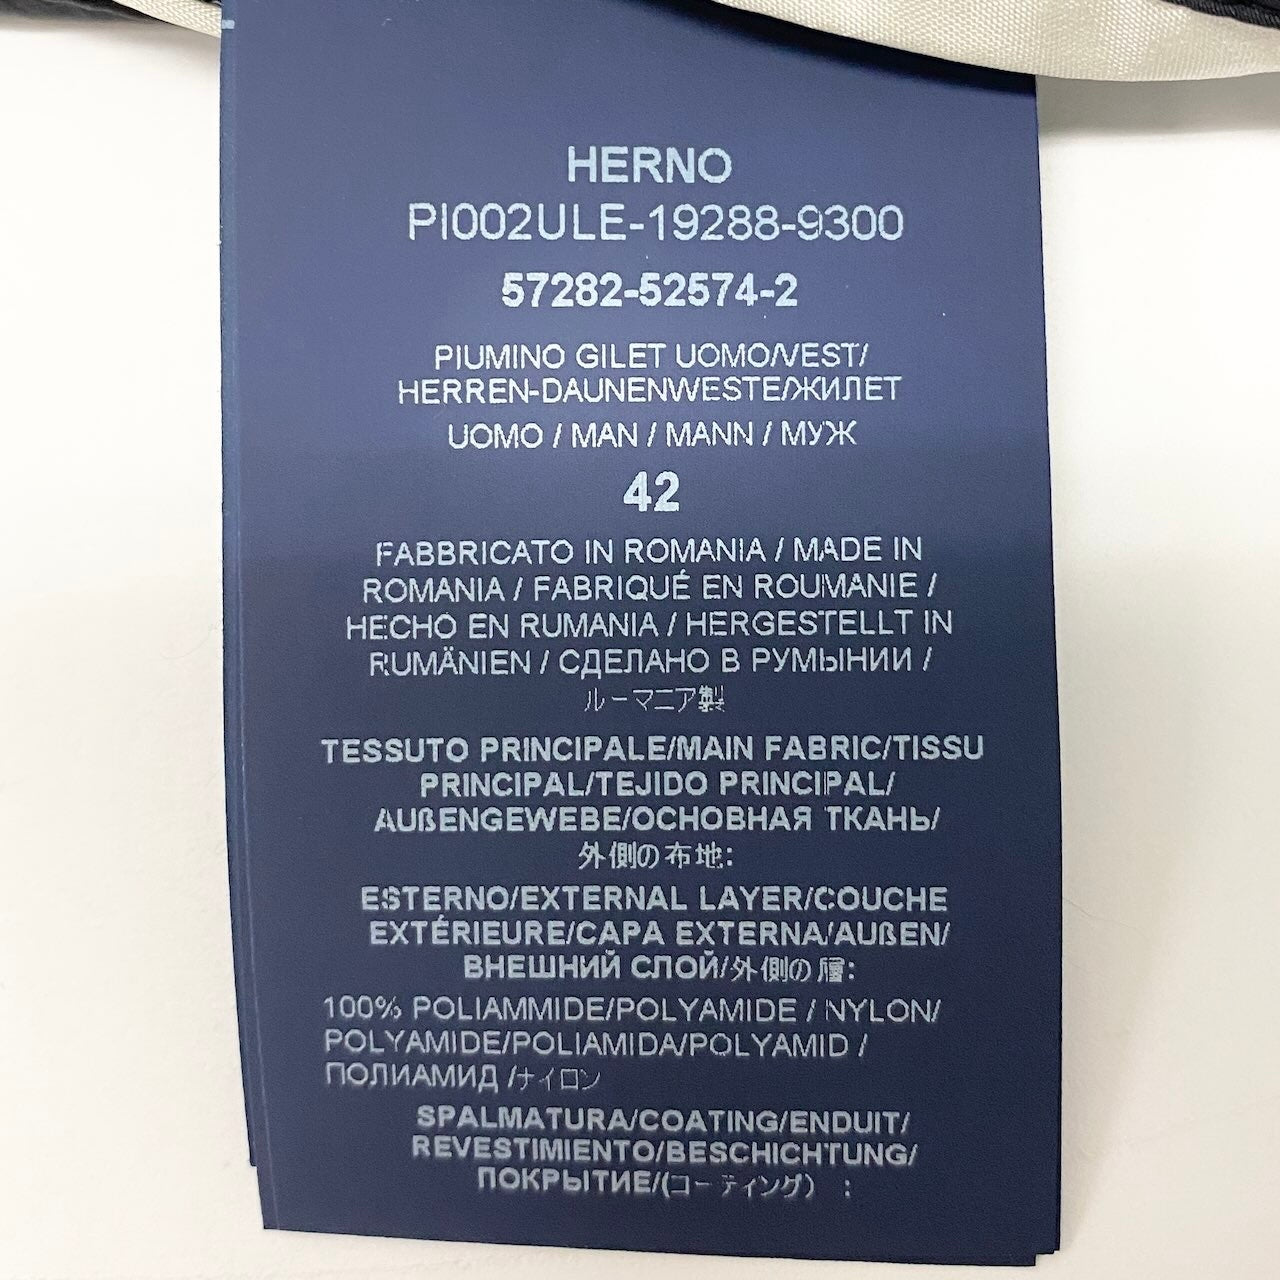 HERNO
PI002ULE-19288-9300
57282-52574-2
PIUMINO GILET UOMO/VEST/
HERREN-DAUNENWESTE/ЖИЛЕТ
UOMO / MAN / MANN / МУЖ
42
FABBRICATO IN ROMANIA / MADE IN
ROMANIA / FABRIQUÉ EN ROUMANIE /
HECHO EN RUMANIA / HERGESTELLT IN
RUMÄNIEN / СДЕЛАНО В РУМЫНИИ /
ルーマニア製
TESSUTO PRINCIPALE/MAIN FABRIC/TISSU
PRINCIPAL/TEJIDO PRINCIPAL/
AUßENGEWEBE/ОСНОВНАЯ ТКАНЬ/
外側の布地:
ESTERNO/EXTERNAL LAYER/COUCHE
EXTÉRIEURE/CAPA EXTERNA/AUßEN/
ВНЕШНИЙ СЛОЙ/外側の層:
100% POLIAMMIDE/POLYAMIDE / NYLON/
POLYAMIDE/POLIAMIDA/POLYAMID /
ПОЛИАМИД /ナイロン
SPALMATURA/COATING/ENDUIT/
REVESTIMIENTO/BESCHICHTUNG/
ПОКРЫТИЕ/(コーティング) :